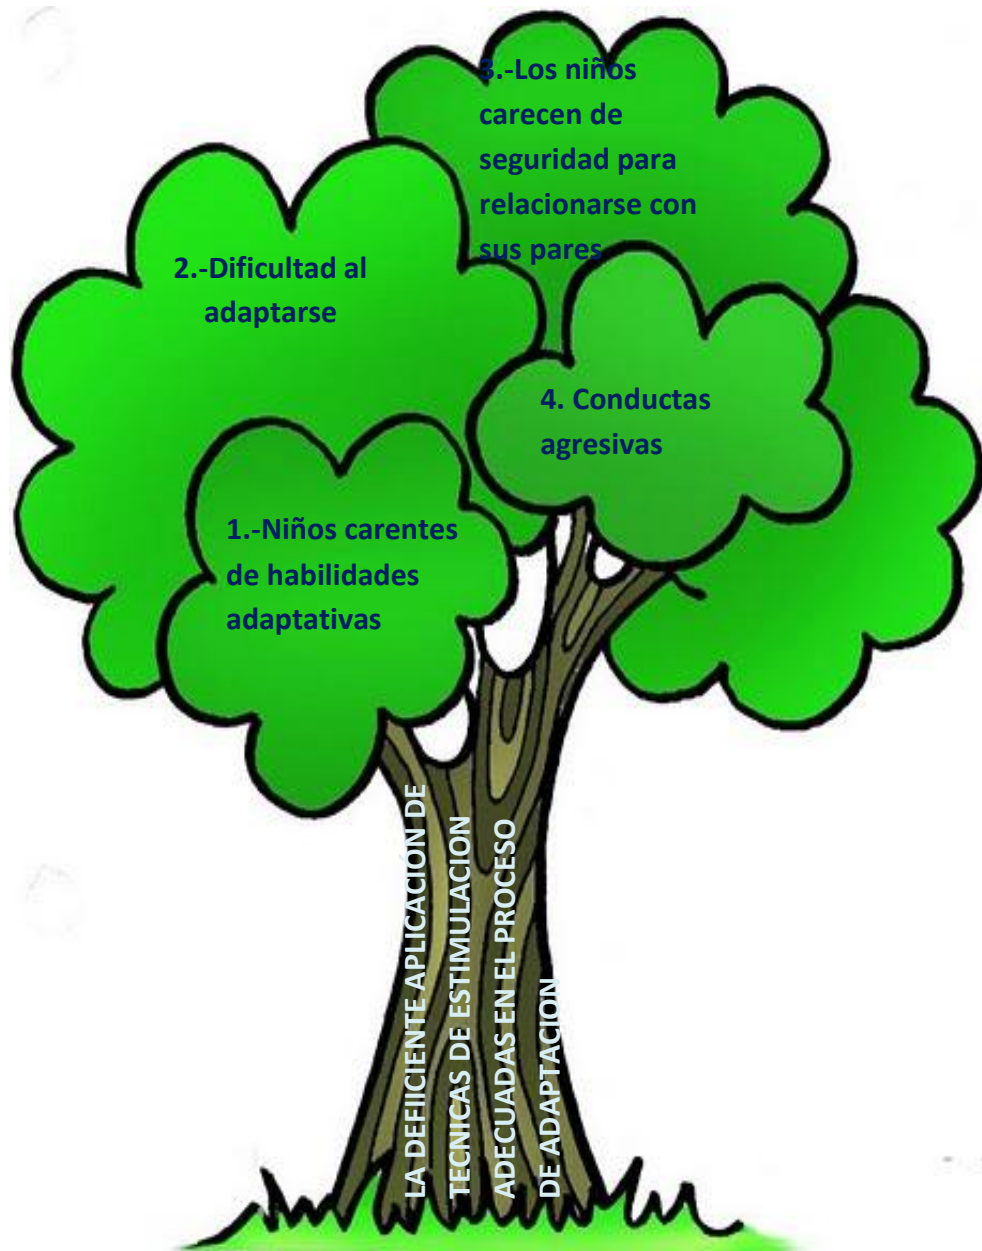 3.-Los niños
carecen de
seguridad para
relacionarse con
sus pares
2.-Dificultad al
adaptarse
4. Conductas
agresivas
1.-Niños carentes
de habilidades
adaptativas
LA DEFIICIENTE APLICACIÓN DE
TECNICAS DE ESTIMULACION
ADECUADAS EN EL PROCESO
DE ADAPTACION